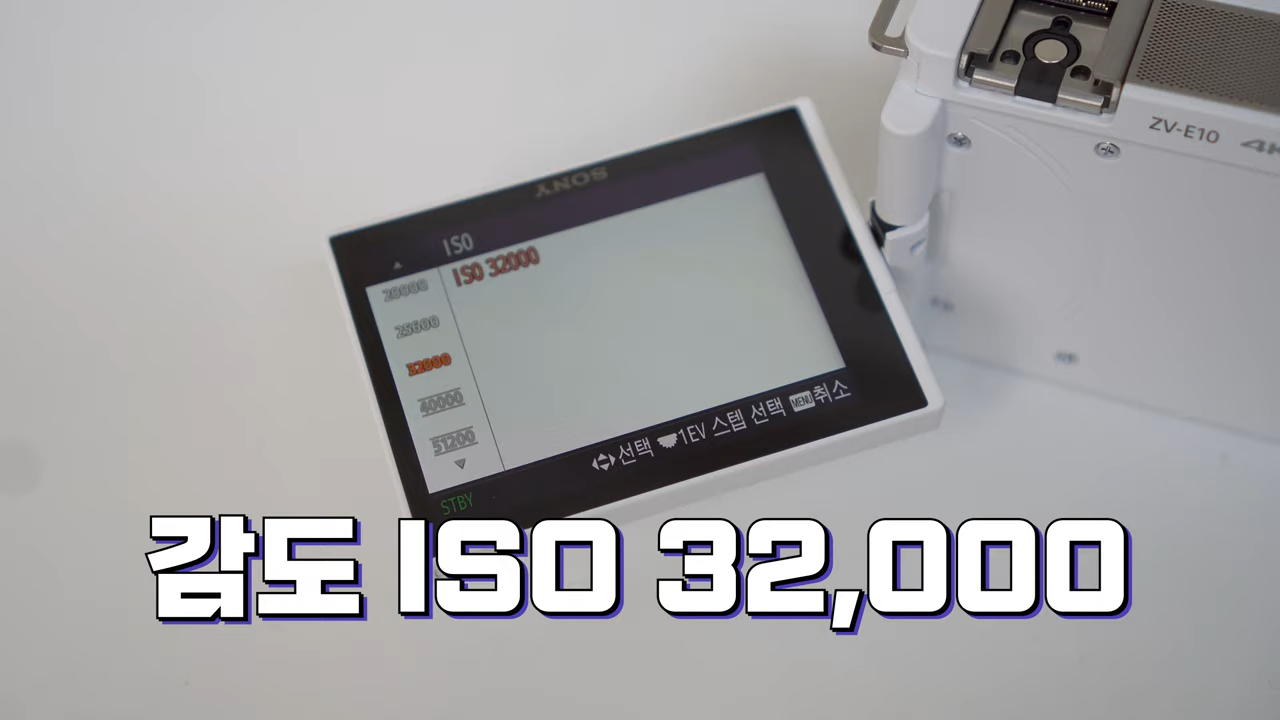 ZV-E10 4K
SONY
ISO
ISO 32000
20000
25600
32000
40000
51200
선택 1EV 스텝 선택 MENU 취소
STBY
감도 ISO 32,000